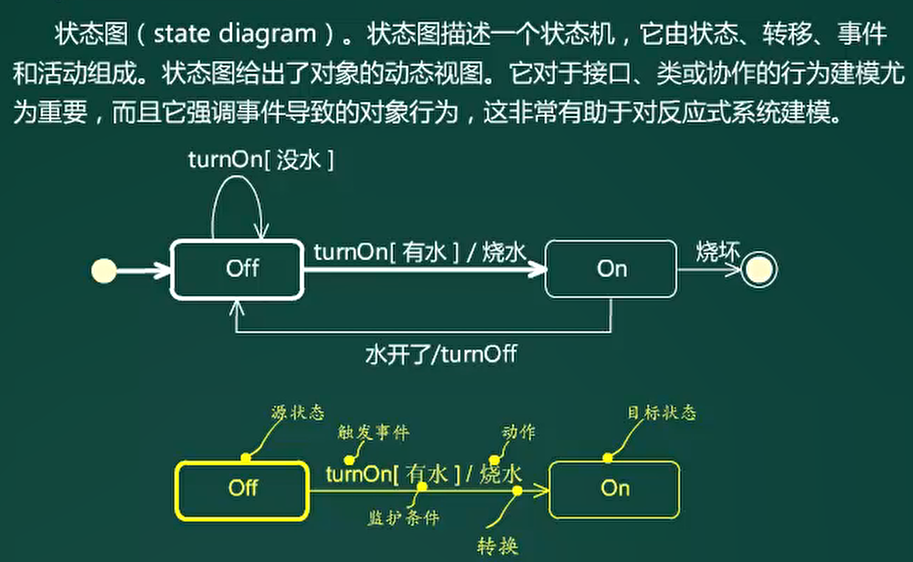 状态图（state diagram）。状态图描述一个状态机，它由状态、转移、事件
和活动组成。状态图给出了对象的动态视图。它对于接口、类或协作的行为建模尤
为重要，而且它强调事件导致的对象行为，这非常有助于对反应式系统建模。
turnOn[ 没水 ]
Off
turnOn[ 有水 ] / 烧水
On
烧坏
水开了/turnOff
源状态
触发事件
动作
目标状态
Off
turnOn[ 有水 ] / 烧水
On
监护条件
转换